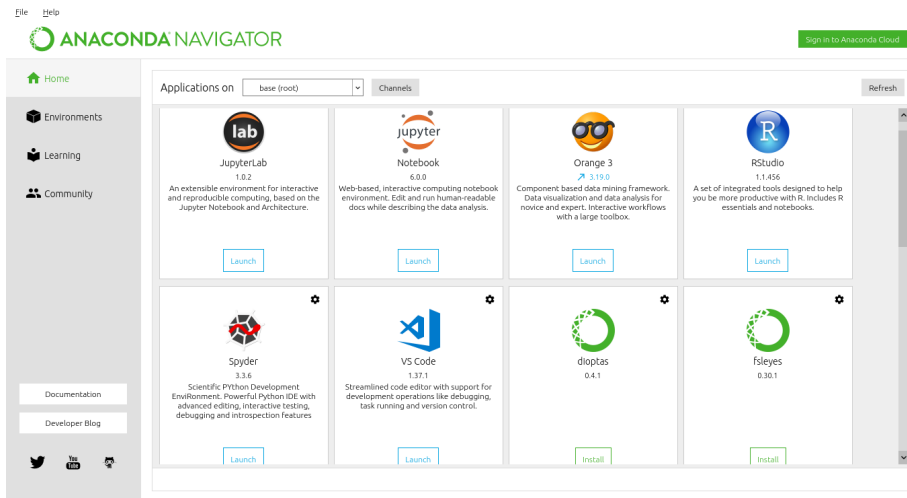 File Help
ANACONDA NAVIGATOR
Sign in to Anaconda Cloud
Home
Environments
Learning
Community
Documentation
Developer Blog
You
Tube
Applications on base (root) Channels
Refresh
lab
JupyterLab
1.0.2
An extensible environment for interactive
and reproducible computing, based on the
Jupyter Notebook and Architecture.
Launch
jupyter
Notebook
6.0.0
Web-based, interactive computing notebook
environment. Edit and run human-readable
docs while describing the data analysis.
Launch
Orange 3
3.19.0
Component based data mining framework.
Data visualization and data analysis for
novice and expert. Interactive workflows
with a large toolbox.
Launch
R
RStudio
1.1.456
A set of integrated tools designed to help
you be more productive with R. Includes R
essentials and notebooks.
Launch
Spyder
3.3.6
Scientific PYthon Development
EnviRonment. Powerful Python IDE with
advanced editing, interactive testing,
debugging and introspection features
Launch
VS Code
1.37.1
Streamlined code editor with support for
development operations like debugging,
task running and version control.
Launch
dioptas
0.4.1
Install
fsleyes
0.30.1
Install